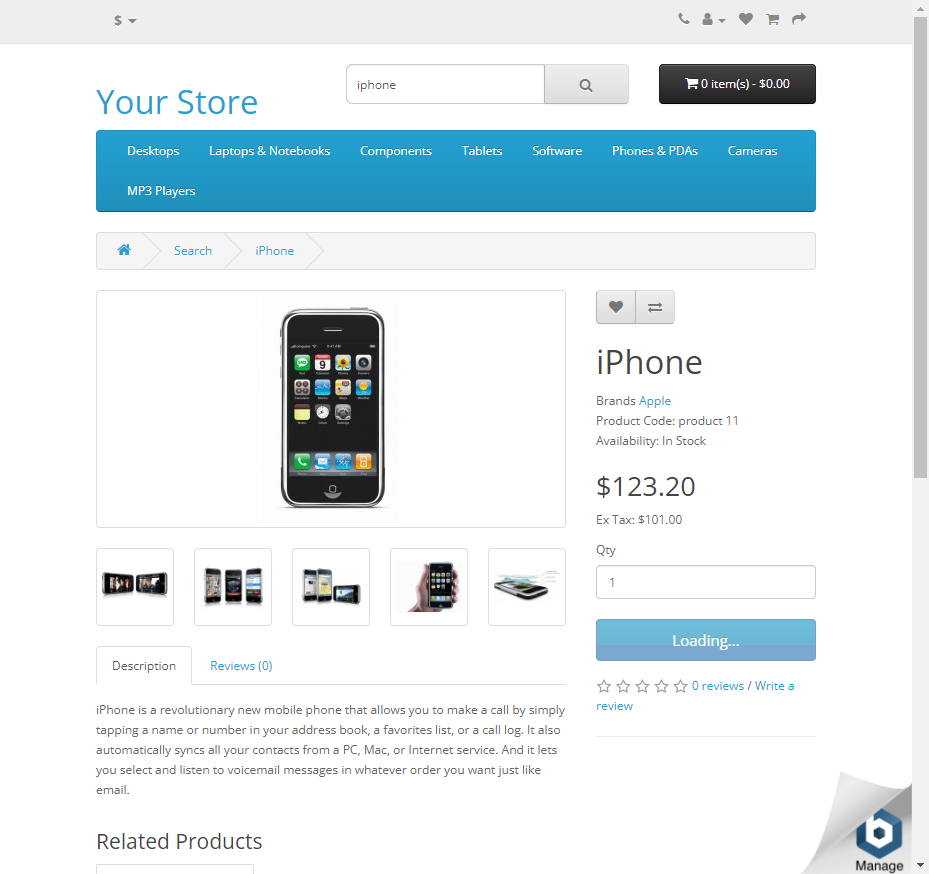 $
iphone
0 item(s) - $0.00
Your Store
Desktops
Laptops & Notebooks
Components
Tablets
Software
Phones & PDAs
Cameras
MP3 Players
Search
iPhone
iPhone
Brands Apple
Product Code: product 11
Availability: In Stock
$123.20
Ex Tax: $101.00
Qty
1
Loading...
0 reviews / Write a
review
Description
Reviews (0)
iPhone is a revolutionary new mobile phone that allows you to make a call by simply
tapping a name or number in your address book, a favorites list, or a call log. It also
automatically syncs all your contacts from a PC, Mac, or Internet service. And it lets
you select and listen to voicemail messages in whatever order you want just like
email.
Related Products
Manage